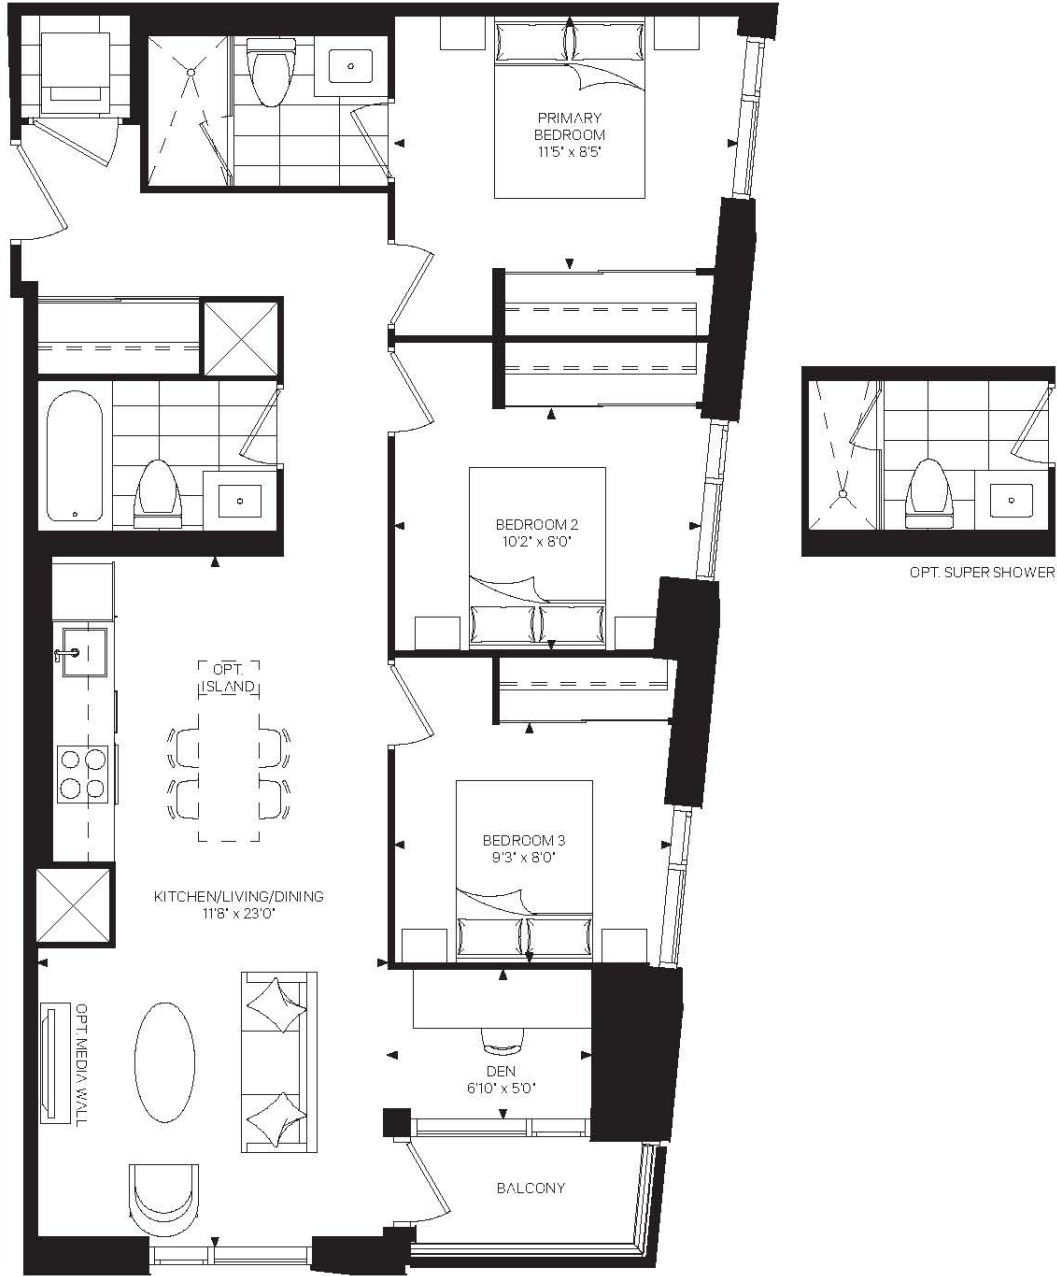 PRIMARY
BEDROOM
11'5" x 8'5"
BEDROOM 2
10'2" x 8'0"
OPT. SUPER SHOWER
OPT.
ISLAND
BEDROOM 3
9'3" x 8'0"
KITCHEN/LIVING/DINING
11'8" x 23'0"
OPT. MEDIA WALL
DEN
6'10" x 5'0"
BALCONY